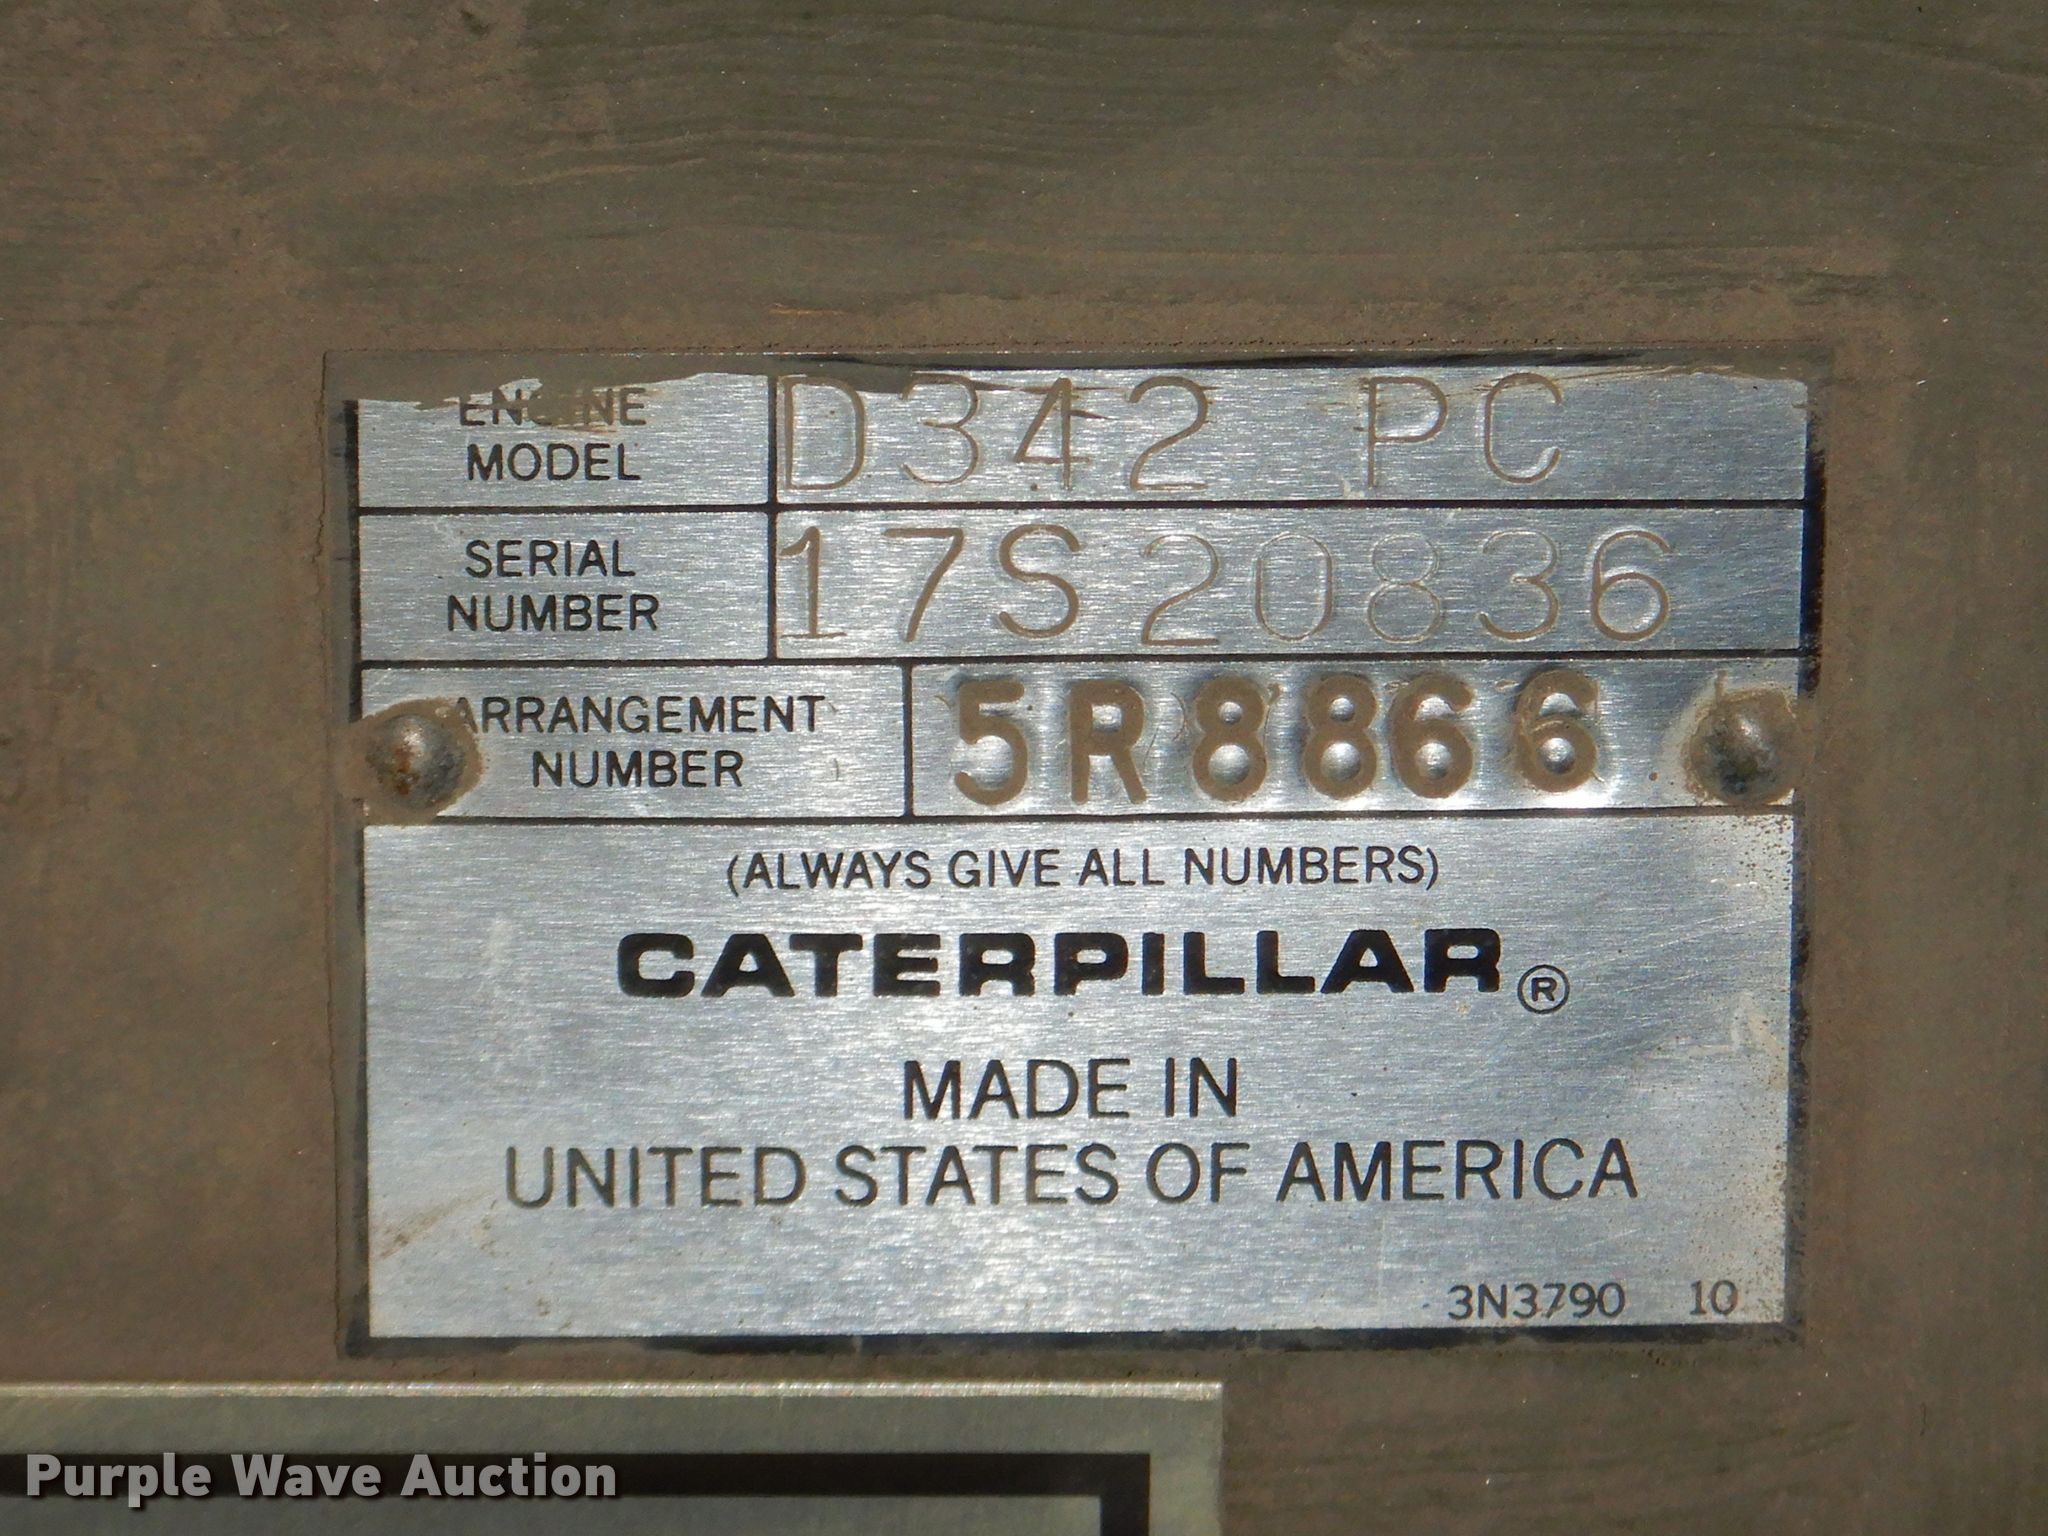 ENGINE MODEL D342 PC
SERIAL NUMBER 17S20836
ARRANGEMENT NUMBER 5R8866
(ALWAYS GIVE ALL NUMBERS)
CATERPILLAR®
MADE IN
UNITED STATES OF AMERICA
3N3790 10
Purple Wave Auction